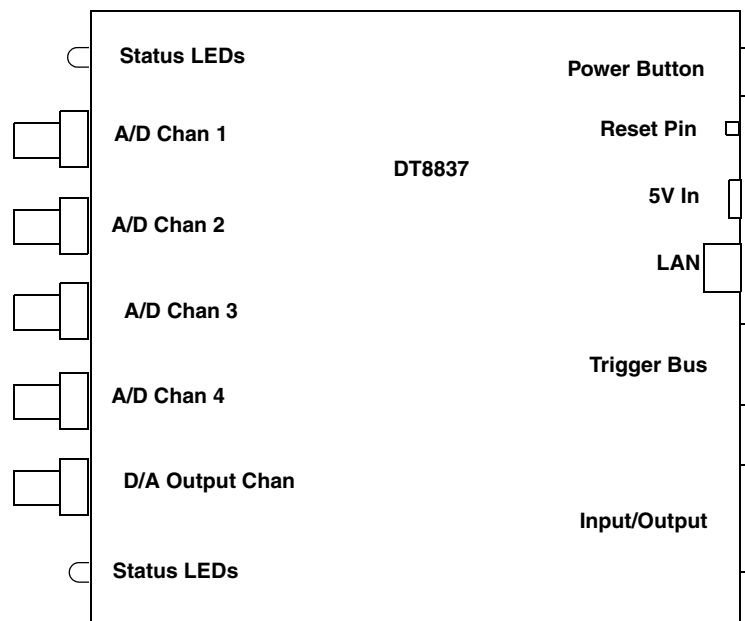 Status LEDs
Power Button
A/D Chan 1
Reset Pin
DT8837
5V In
A/D Chan 2
LAN
A/D Chan 3
Trigger Bus
A/D Chan 4
D/A Output Chan
Input/Output
Status LEDs